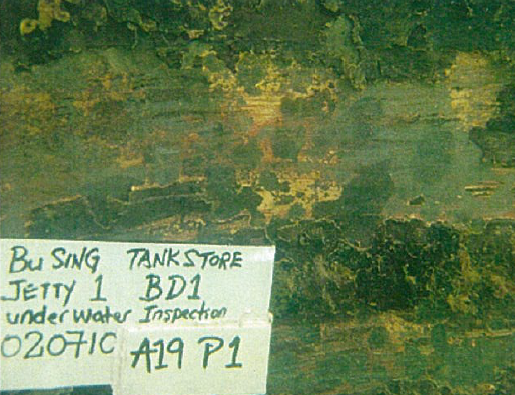 Bu SING TANKSTORE
JETTY 1 BD1
under water Inspection
020710
A19 P1